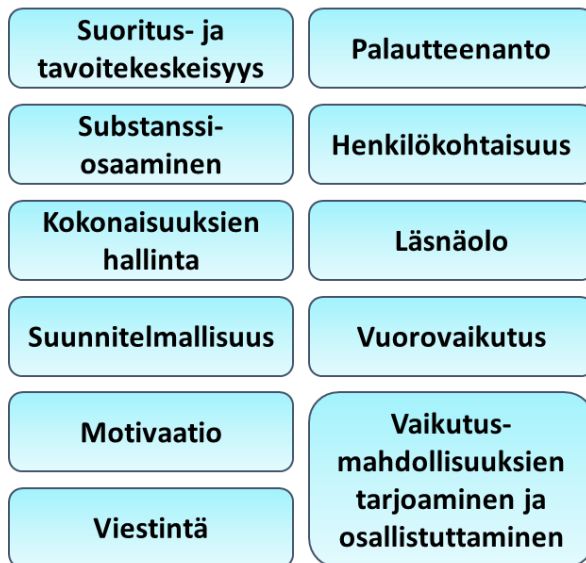 Suoritus- ja
tavoitekeskeisyys
Substanssi-
osaaminen
Kokonaisuuksien
hallinta
Suunnitelmallisuus
Motivaatio
Viestintä
Palautteenanto
Henkilökohtaisuus
Läsnäolo
Vuorovaikutus
Vaikutus-
mahdollisuuksien
tarjoaminen ja
osallistuttaminen